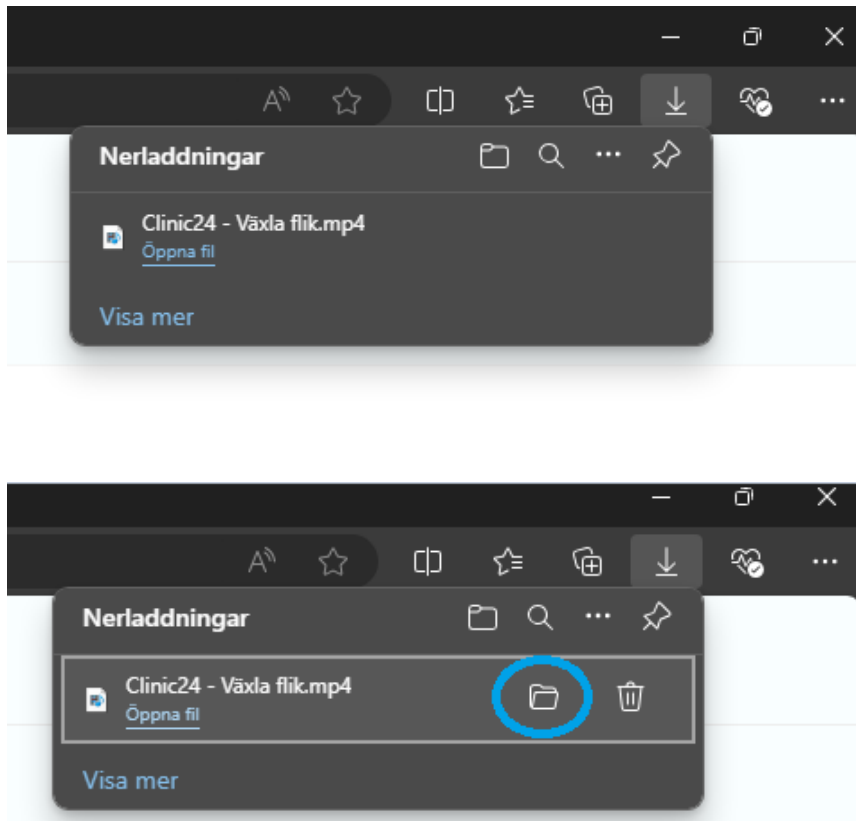 Nerladdningar
Clinic24 - Växla flik.mp4
Öppna fil
Visa mer
Nerladdningar
Clinic24 - Växla flik.mp4
Öppna fil
Visa mer